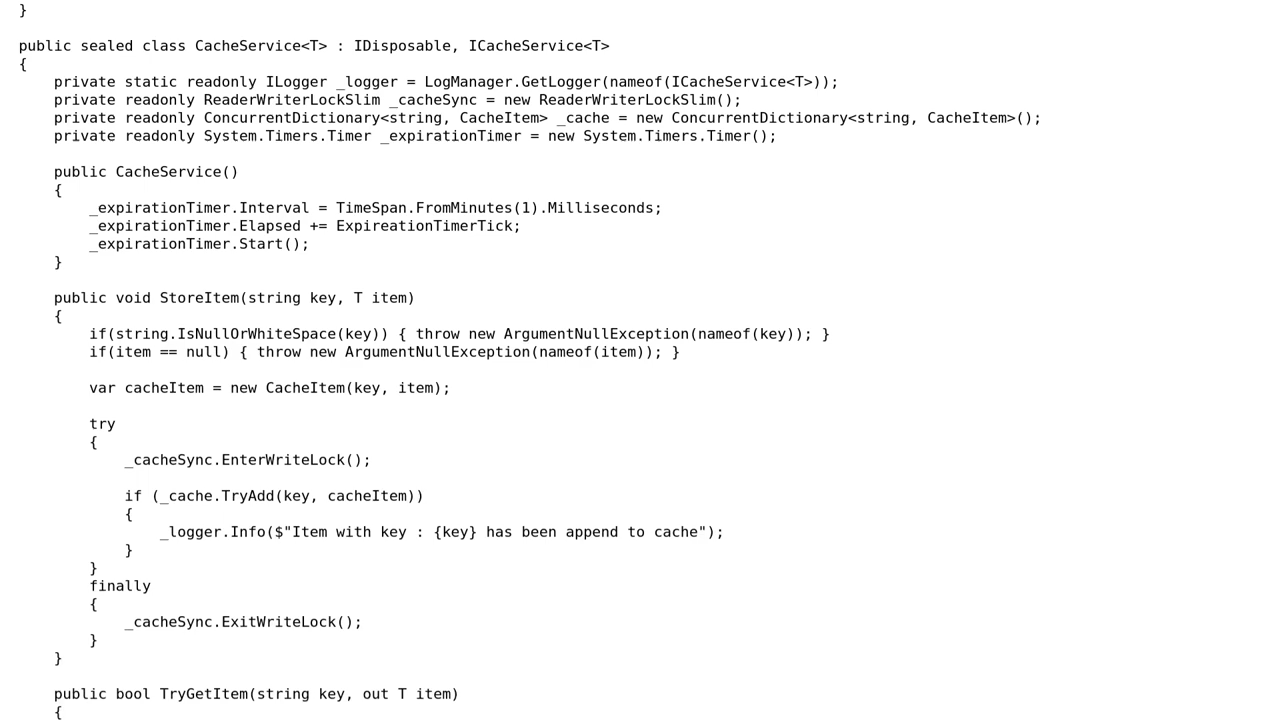 }
public sealed class CacheService<T> : IDisposable, ICacheService<T>
{
    private static readonly ILogger _logger = LogManager.GetLogger(nameof(ICacheService<T>));
    private readonly ReaderWriterLockSlim _cacheSync = new ReaderWriterLockSlim();
    private readonly ConcurrentDictionary<string, CacheItem> _cache = new ConcurrentDictionary<string, CacheItem>();
    private readonly System.Timers.Timer _expirationTimer = new System.Timers.Timer();
    public CacheService()
    {
        _expirationTimer.Interval = TimeSpan.FromMinutes(1).Milliseconds;
        _expirationTimer.Elapsed += ExpireationTimerTick;
        _expirationTimer.Start();
    }
    public void StoreItem(string key, T item)
    {
        if(string.IsNullOrWhiteSpace(key)) { throw new ArgumentNullException(nameof(key)); }
        if(item == null) { throw new ArgumentNullException(nameof(item)); }
        var cacheItem = new CacheItem(key, item);
        try
        {
            _cacheSync.EnterWriteLock();
            if (_cache.TryAdd(key, cacheItem))
            {
                _logger.Info($"Item with key : {key} has been append to cache");
            }
        }
        finally
        {
            _cacheSync.ExitWriteLock();
        }
    }
    public bool TryGetItem(string key, out T item)
    {